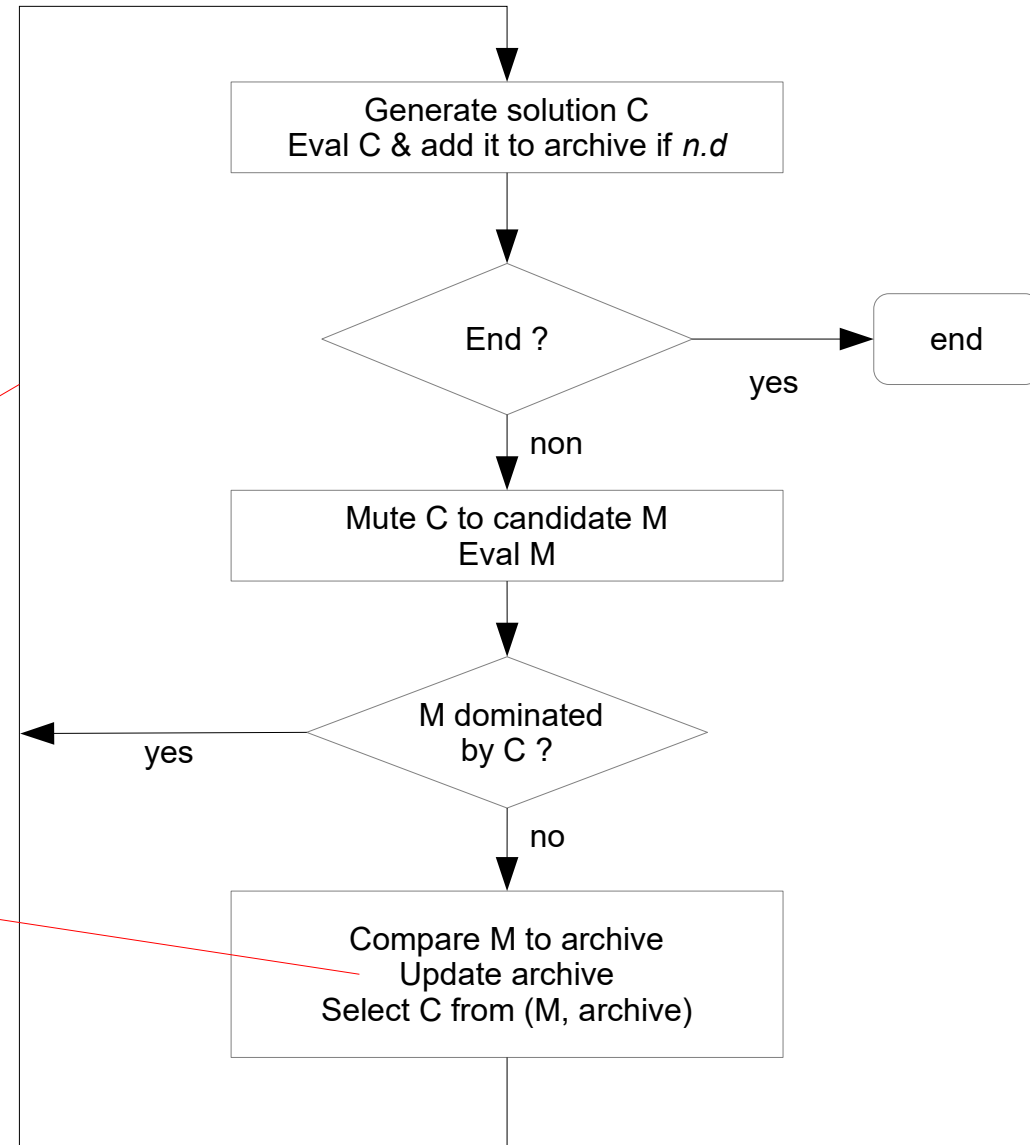 Generate solution C
Eval C & add it to archive if n.d
End ?
end
yes
non
Mute C to candidate M
Eval M
M dominated
by C ?
yes
no
Compare M to archive
Update archive
Select C from (M, archive)